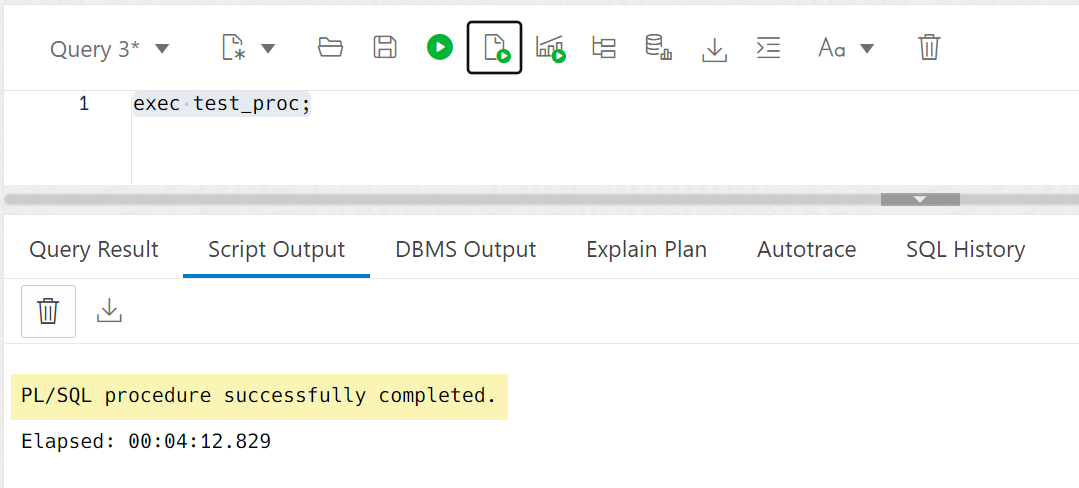 Query 3*
Aa
1 exec test_proc;
Query Result Script Output DBMS Output Explain Plan Autotrace SQL History
PL/SQL procedure successfully completed.
Elapsed: 00:04:12.829